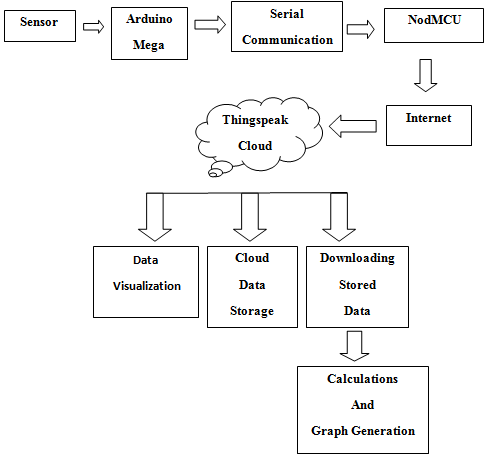 Sensor
Arduino
Mega
Serial
Communication
NodMCU
Internet
Thingspeak
Cloud
Data
Visualization
Cloud
Data
Storage
Downloading
Stored
Data
Calculations
And
Graph Generation